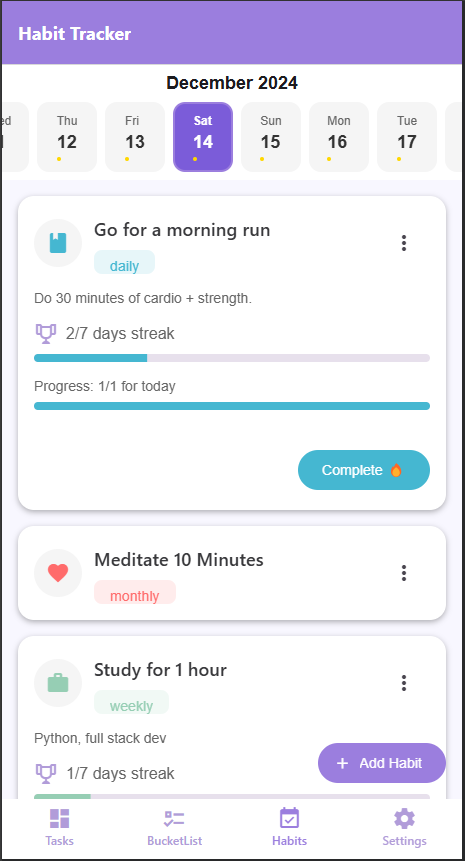 Habit Tracker
December 2024
ed Thu Fri Sat Sun Mon Tue
12 13 14 15 16 17
Go for a morning run
daily
Do 30 minutes of cardio + strength.
2/7 days streak
Progress: 1/1 for today
Complete 🔥
Meditate 10 Minutes
monthly
Study for 1 hour
weekly
Python, full stack dev
1/7 days streak
+ Add Habit
Tasks BucketList Habits Settings